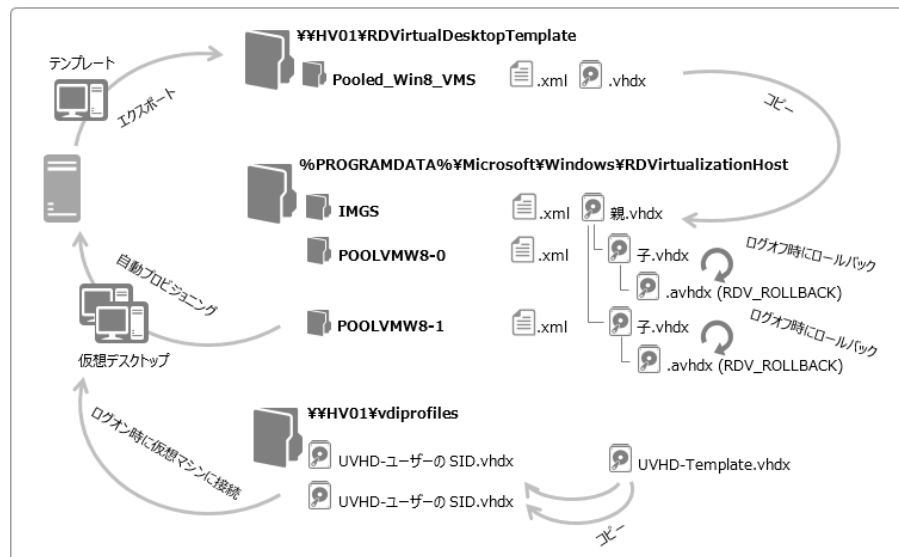 ¥¥HV01¥RDVirtualDesktopTemplate
テンプレート
Pooled_Win8_VMS
.xml
.vhdx
エクスポート
コピー
%PROGRAMDATA%¥Microsoft¥Windows¥RDVirtualizationHost
IMGS
.xml
親.vhdx
POOLVMW8-0
.xml
子.vhdx
ログオフ時にロールバック
.avhdx (RDV_ROLLBACK)
自動プロビジョニング
POOLVMW8-1
.xml
子.vhdx
ログオフ時にロールバック
.avhdx (RDV_ROLLBACK)
仮想デスクトップ
¥¥HV01¥vdiprofiles
ログオン時に仮想マシンに接続
UVHD-ユーザーの SID.vhdx
UVHD-Template.vhdx
UVHD-ユーザーの SID.vhdx
コピー